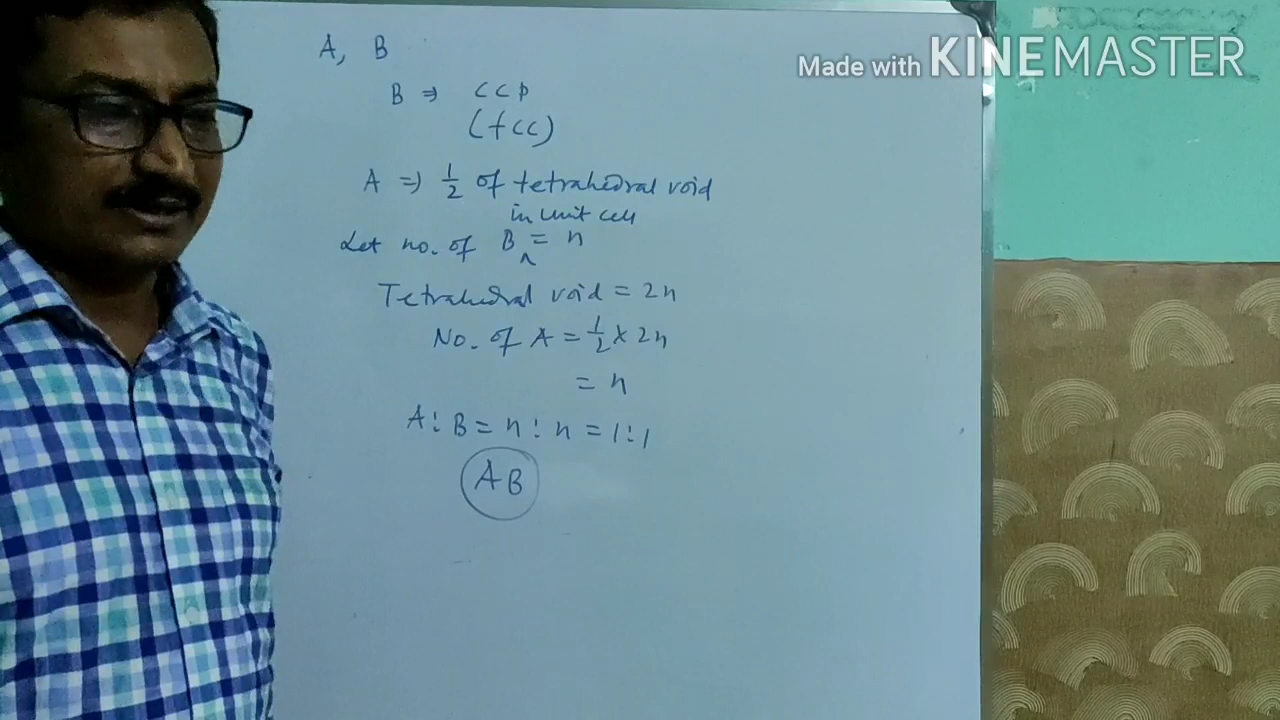 Made with KINEMASTER
A, B
B ⇒ ccp
(fcc)
A ⇒ 1/2 of tetrahedral void
in unit cell
Let no. of B = n
Tetrahedral void = 2n
No. of A = 1/2 x 2n
= n
A : B = n : n = 1 : 1
AB